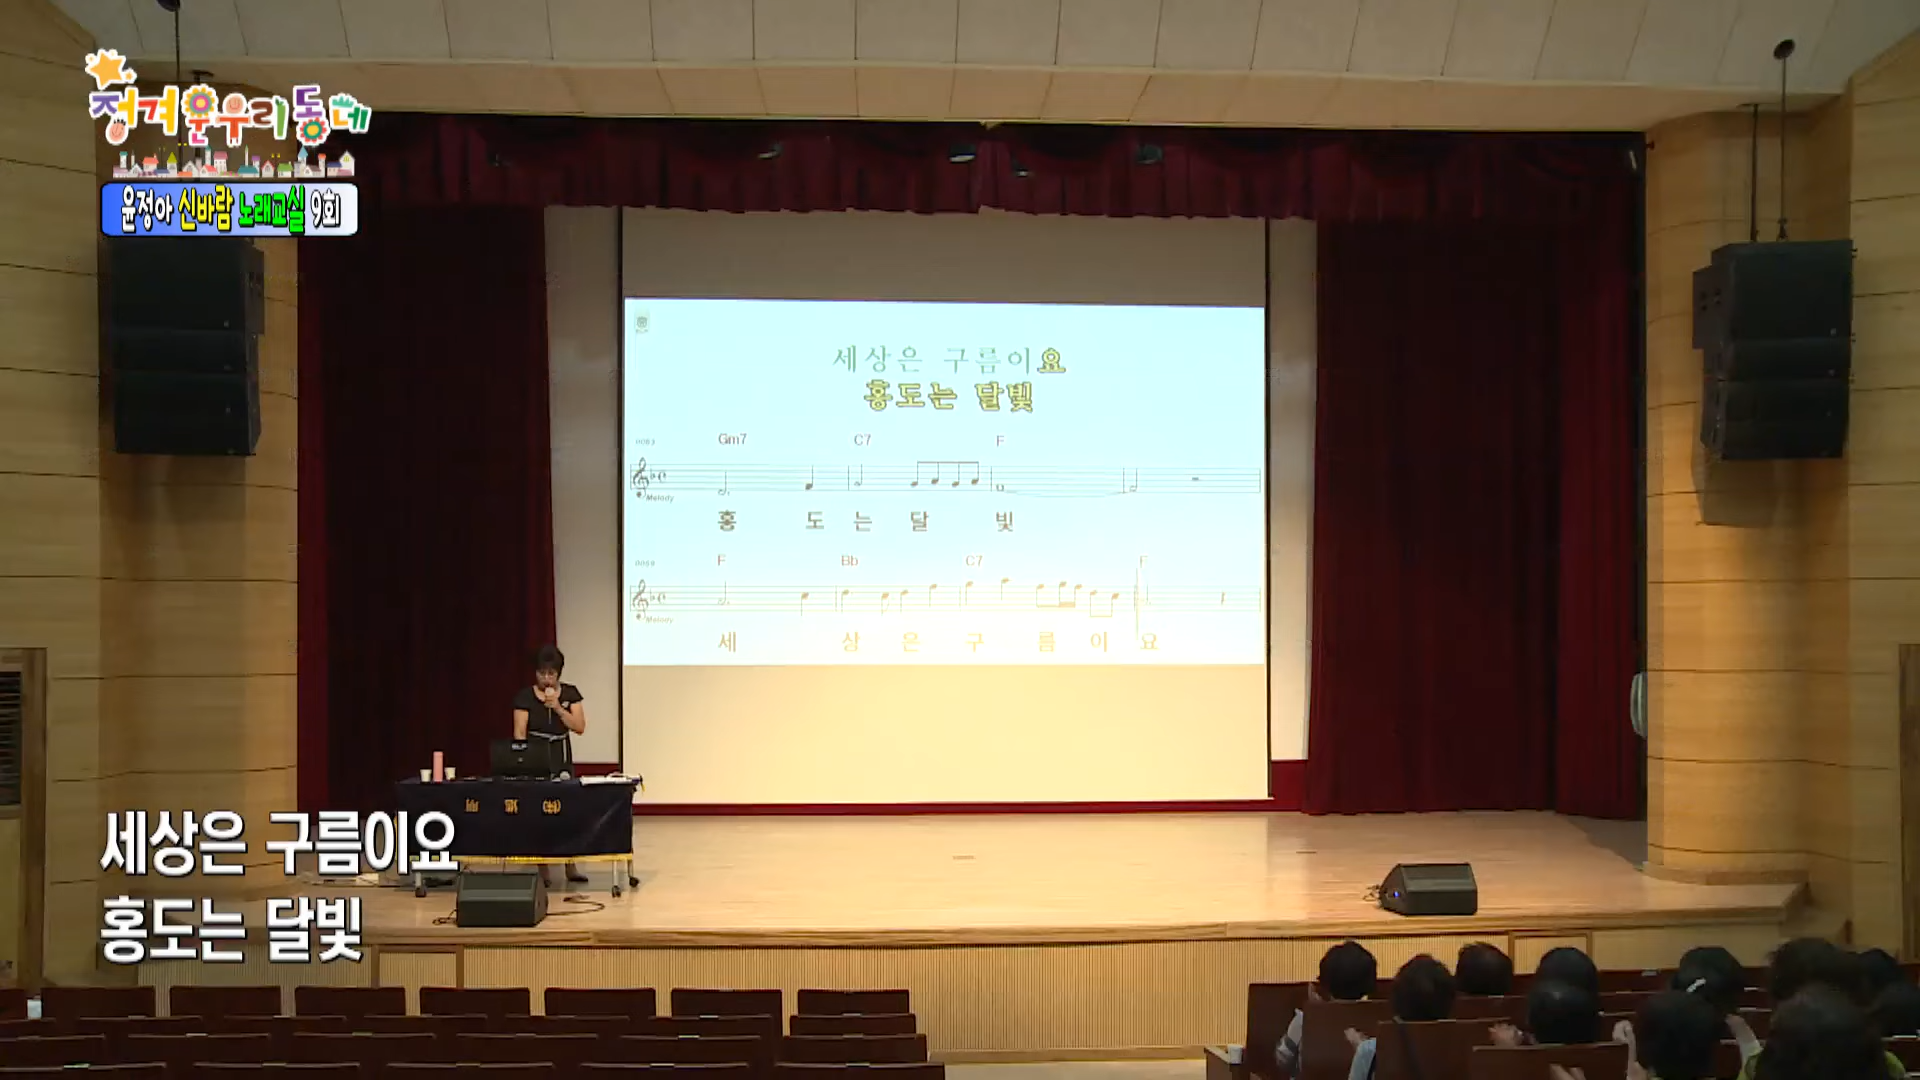 정겨운우리동네
윤정아 신바람 노래교실 9회
세상은 구름이요
홍도는 달빛
Gm7 C7 F
Melody
홍 도 는 달 빛
F Bb C7 F
Melody
세 상 은 구 름 이 요
세상은 구름이요
홍도는 달빛